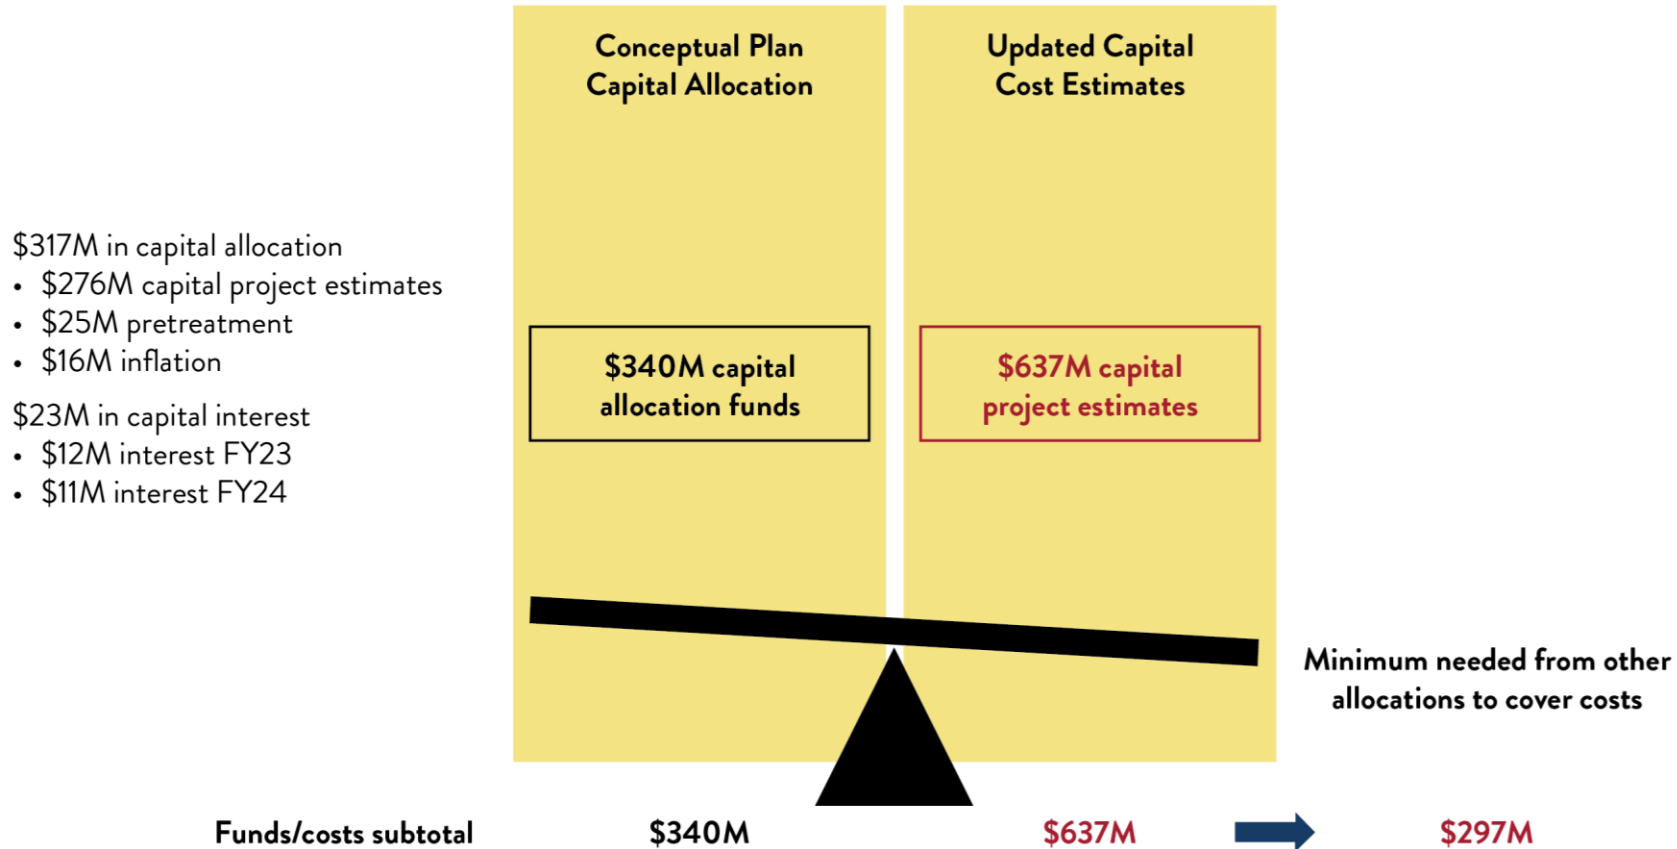 Conceptual Plan
Capital Allocation
Updated Capital
Cost Estimates
$317M in capital allocation
• $276M capital project estimates
• $25M pretreatment
• $16M inflation
$23M in capital interest
• $12M interest FY23
• $11M interest FY24
$340M capital
allocation funds
$637M capital
project estimates
Minimum needed from other
allocations to cover costs
Funds/costs subtotal
$340M
$637M
$297M